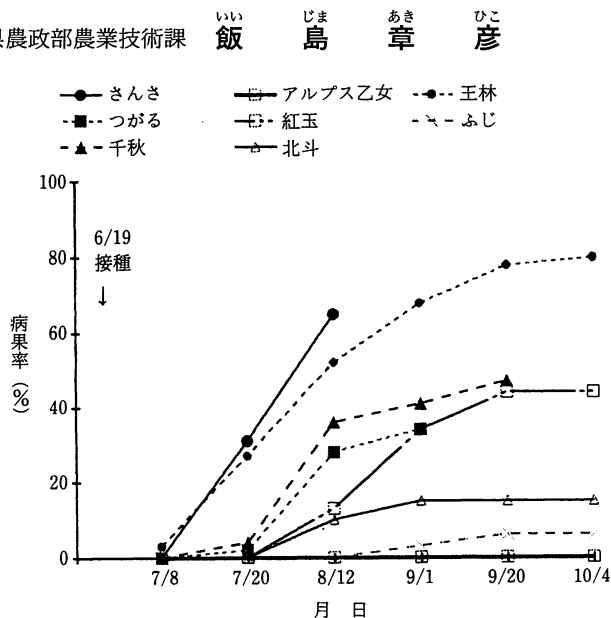 県農政部農業技術課 飯島章彦
いい じま あき ひこ
さんさ アルプス乙女 王林
つがる 紅玉 ふじ
千秋 北斗
100
80
60
40
20
0
6/19
接種
↓
病果率(%)
7/8 7/20 8/12 9/1 9/20 10/4
月 日